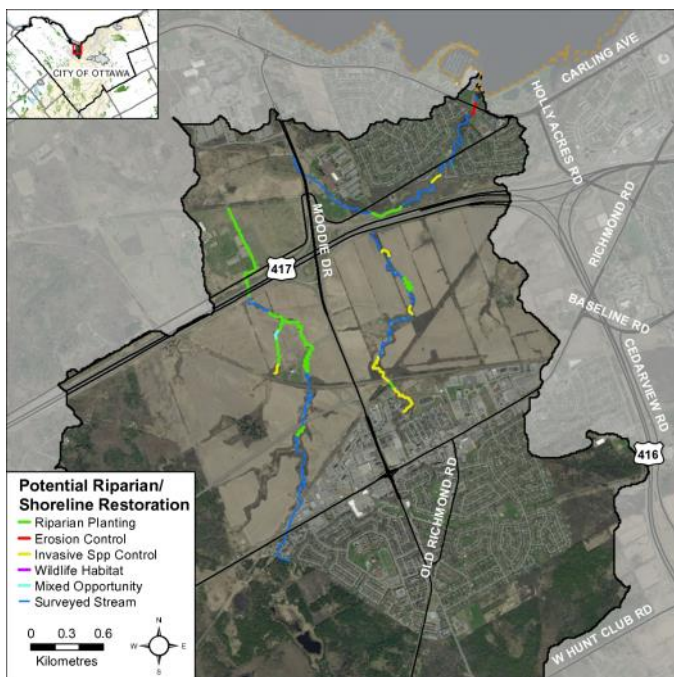 CITY OF OTTAWA
CARLING AVE
HOLLY ACRES RD
RICHMOND RD
MOODIE DR
417
BASELINE RD
CEDARVIEW RD
416
OLD RICHMOND RD
W HUNT CLUB RD
Potential Riparian/
Shoreline Restoration
Riparian Planting
Erosion Control
Invasive Spp Control
Wildlife Habitat
Mixed Opportunity
Surveyed Stream
0 0.3 0.6
Kilometres
N
W E
S